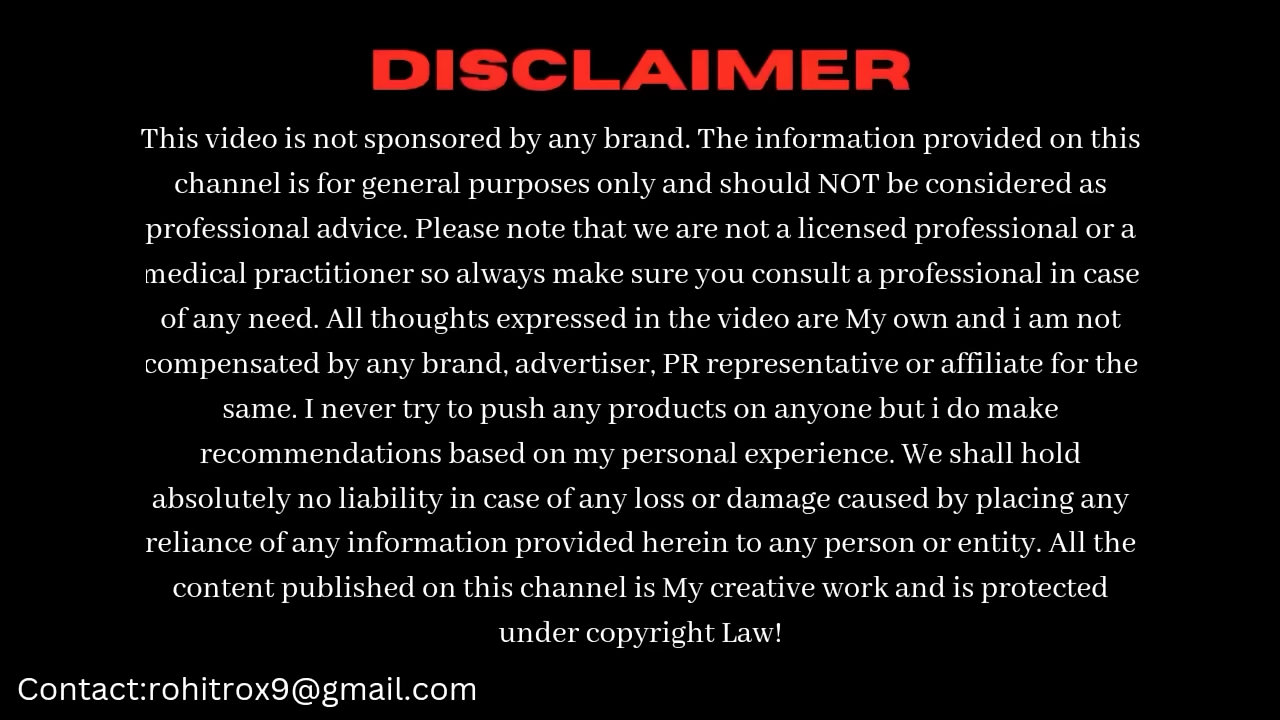 DISCLAIMER
This video is not sponsored by any brand. The information provided on this
channel is for general purposes only and should NOT be considered as
professional advice. Please note that we are not a licensed professional or a
medical practitioner so always make sure you consult a professional in case
of any need. All thoughts expressed in the video are My own and i am not
compensated by any brand, advertiser, PR representative or affiliate for the
same. I never try to push any products on anyone but i do make
recommendations based on my personal experience. We shall hold
absolutely no liability in case of any loss or damage caused by placing any
reliance of any information provided herein to any person or entity. All the
content published on this channel is My creative work and is protected
under copyright Law!
Contact:rohitrox9@gmail.com